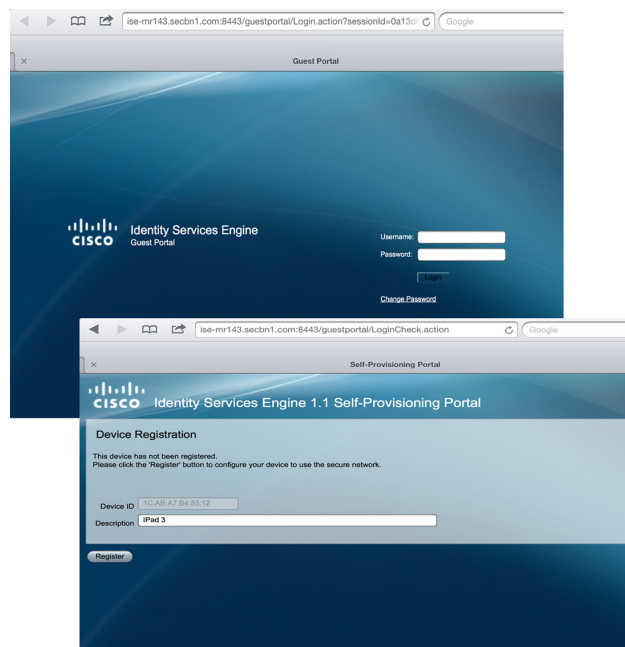 ise-mr143.secbn1.com:8443/guestportal/Login.action?sessionId=0a13d
Google
Guest Portal
CISCO
Identity Services Engine
Guest Portal
Username:
Password:
Login
Change Password
ise-mr143.secbn1.com:8443/guestportal/LoginCheck.action
Google
Self-Provisioning Portal
CISCO Identity Services Engine 1.1 Self-Provisioning Portal
Device Registration
This device has not been registered.
Please click the 'Register' button to configure your device to use the secure network.
Device ID 1C:AB:A7:B4:85:12
Description IPad 3
Register